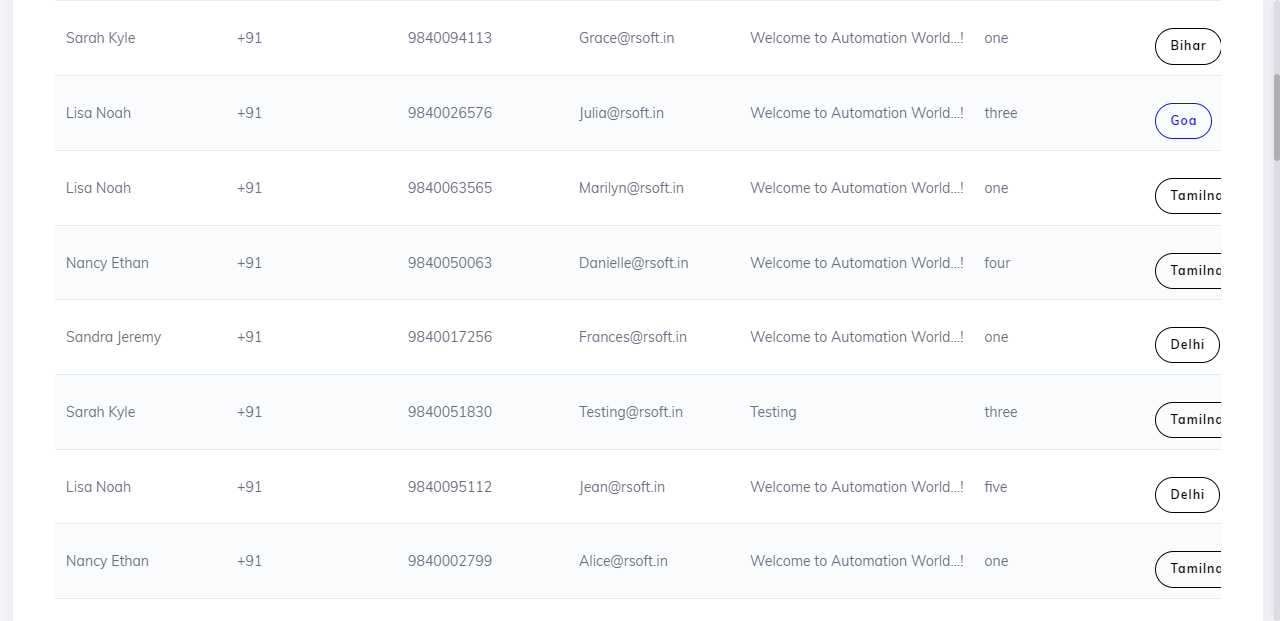 Sarah Kyle +91 9840094113 Grace@rsoft.in Welcome to Automation World...! one Bihar
Lisa Noah +91 9840026576 Julia@rsoft.in Welcome to Automation World...! three Goa
Lisa Noah +91 9840063565 Marilyn@rsoft.in Welcome to Automation World...! one Tamilna
Nancy Ethan +91 9840050063 Danielle@rsoft.in Welcome to Automation World...! four Tamilna
Sandra Jeremy +91 9840017256 Frances@rsoft.in Welcome to Automation World...! one Delhi
Sarah Kyle +91 9840051830 Testing@rsoft.in Testing three Tamilna
Lisa Noah +91 9840095112 Jean@rsoft.in Welcome to Automation World...! five Delhi
Nancy Ethan +91 9840002799 Alice@rsoft.in Welcome to Automation World...! one Tamilna